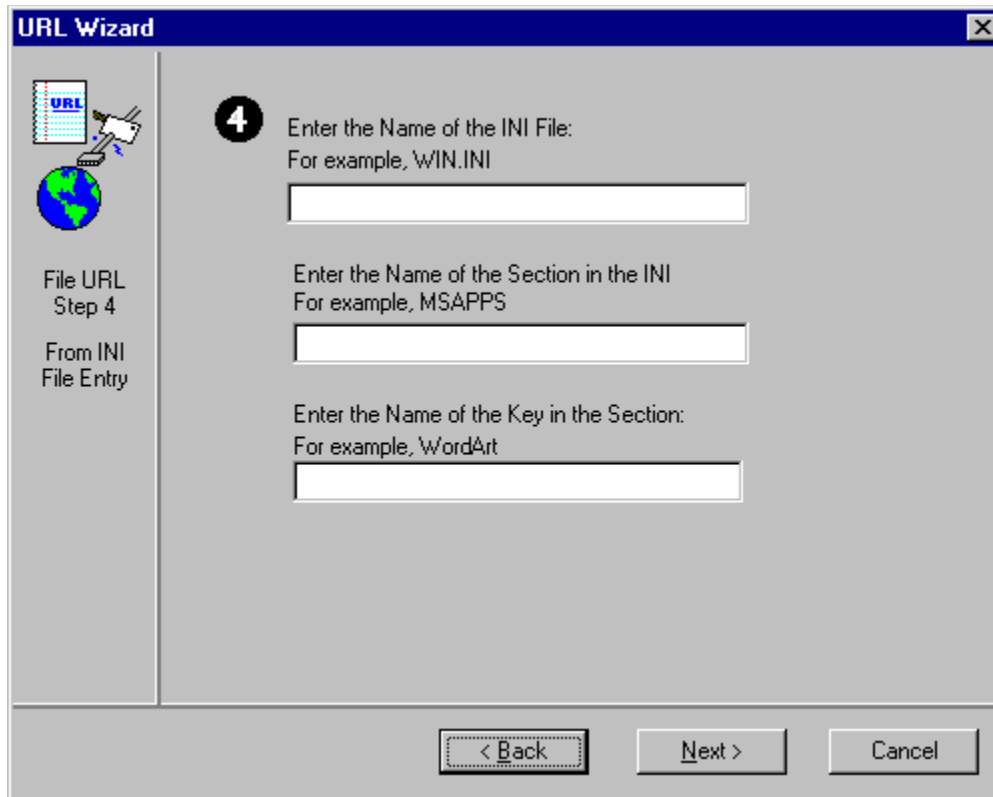 URL Wizard
URL
File URL
Step 4
From INI
File Entry
4
Enter the Name of the INI File:
For example, WIN.INI
Enter the Name of the Section in the INI
For example, MSAPPS
Enter the Name of the Key in the Section:
For example, WordArt
< Back
Next >
Cancel